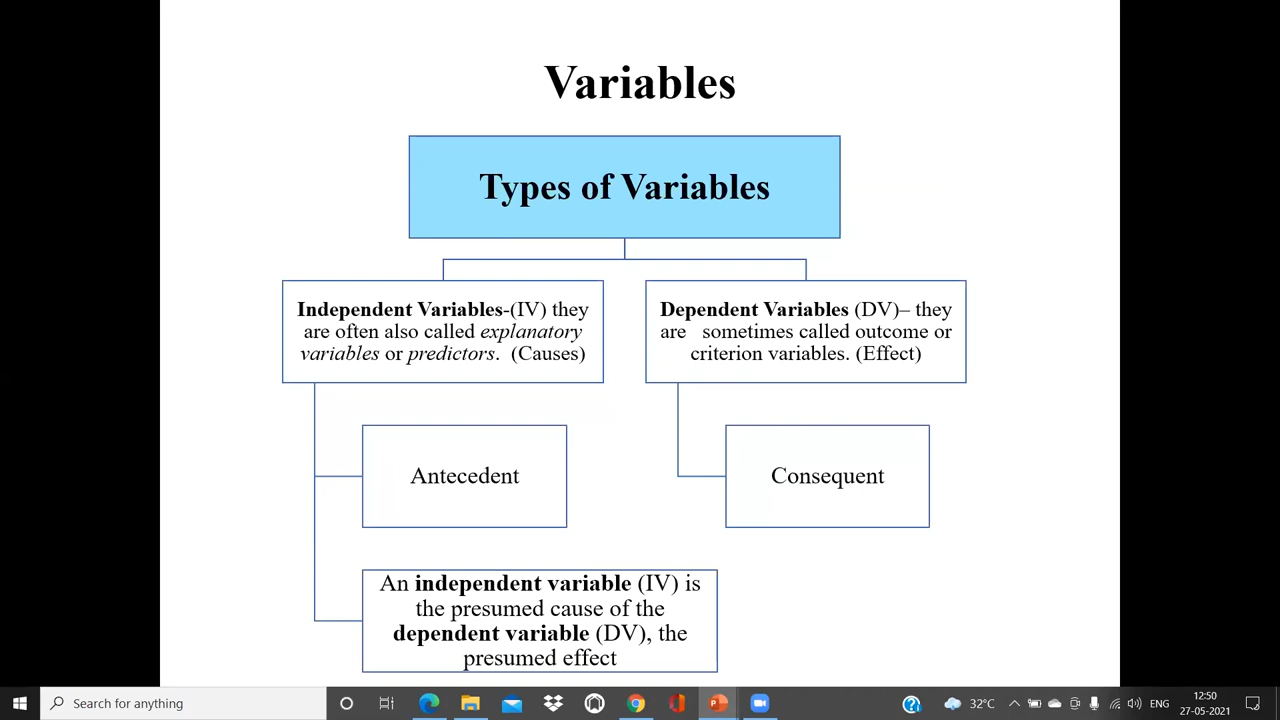 Variables
Types of Variables
Independent Variables-(IV) they
are often also called explanatory
variables or predictors. (Causes)
Dependent Variables (DV)– they
are sometimes called outcome or
criterion variables. (Effect)
Antecedent
Consequent
An independent variable (IV) is
the presumed cause of the
dependent variable (DV), the
presumed effect
Search for anything
32°C
ENG
12:50
27-05-2021